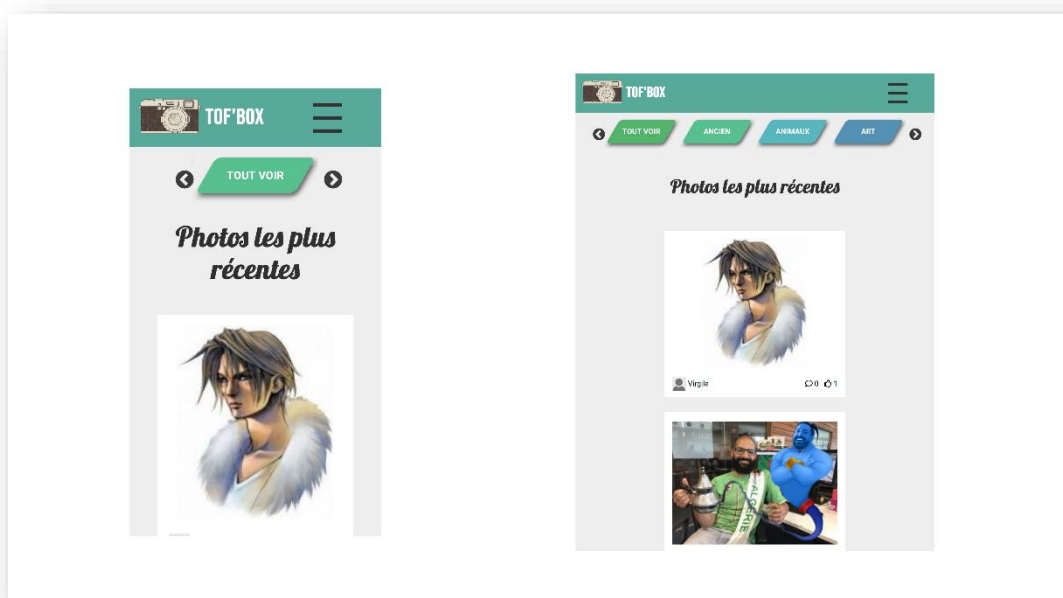 TOF'BOX
TOUT VOIR
Photos les plus
récentes
TOF'BOX
TOUT VOIR
ANCIEN
ANIMAUX
ART
Photos les plus récentes
Virgile
0 1
ALGERIE